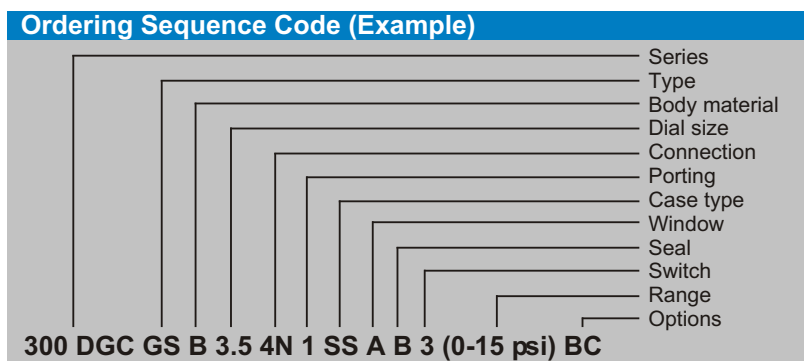 Ordering Sequence Code (Example)
Series
Type
Body material
Dial size
Connection
Porting
Case type
Window
Seal
Switch
Range
Options
300 DGC GS B 3.5 4N 1 SS A B 3 (0-15 psi) BC